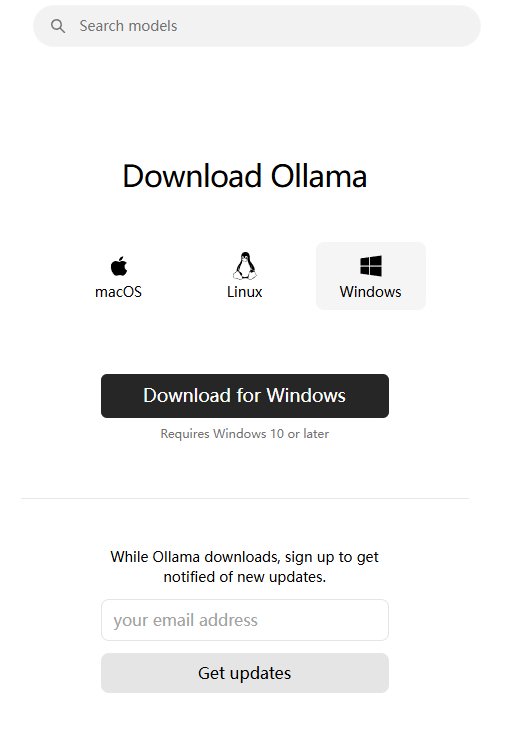 Search models
Download Ollama
macOS
Linux
Windows
Download for Windows
Requires Windows 10 or later
While Ollama downloads, sign up to get
notified of new updates.
your email address
Get updates